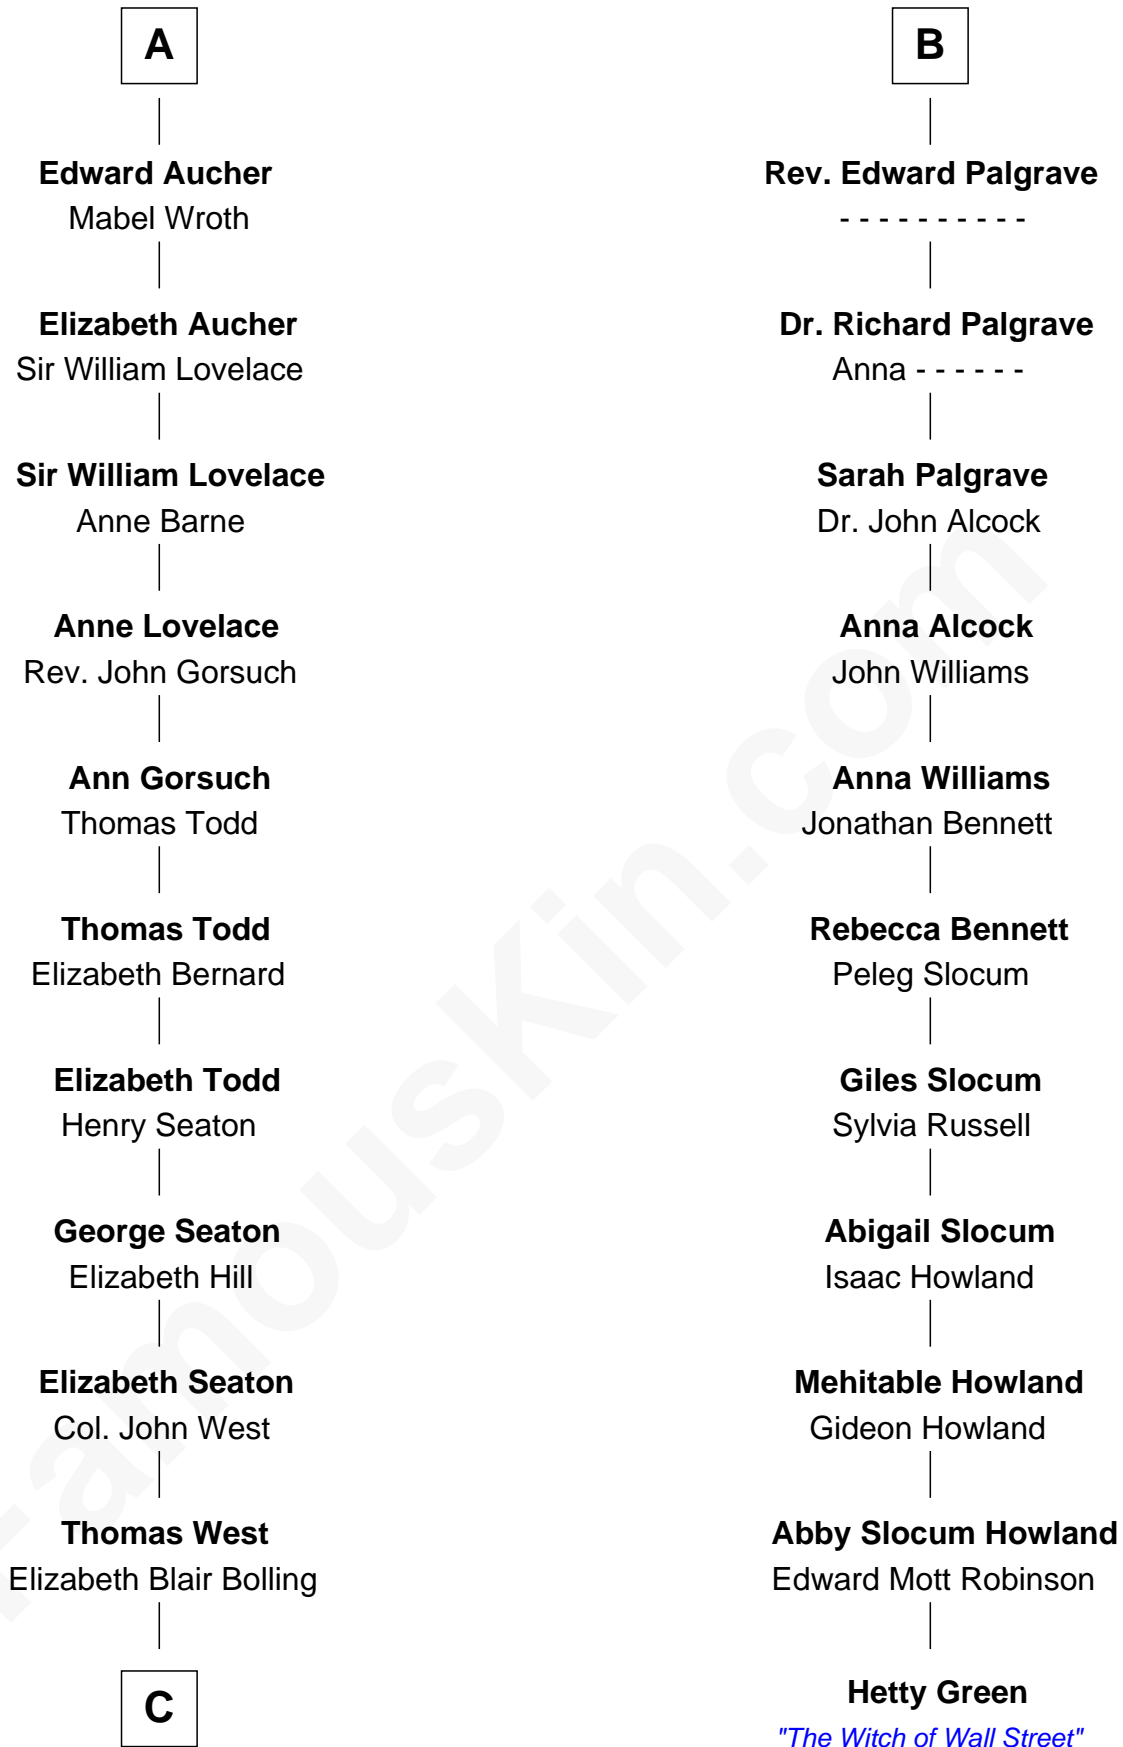 A
Edward Aucher
Mabel Wroth
Elizabeth Aucher
Sir William Lovelace
Sir William Lovelace
Anne Barne
Anne Lovelace
Rev. John Gorsuch
Ann Gorsuch
Thomas Todd
Thomas Todd
Elizabeth Bernard
Elizabeth Todd
Henry Seaton
George Seaton
Elizabeth Hill
Elizabeth Seaton
Col. John West
Thomas West
Elizabeth Blair Bolling
C
B
Rev. Edward Palgrave
- - - - - - - - - -
Dr. Richard Palgrave
Anna - - - - - -
Sarah Palgrave
Dr. John Alcock
Anna Alcock
John Williams
Anna Williams
Jonathan Bennett
Rebecca Bennett
Peleg Slocum
Giles Slocum
Sylvia Russell
Abigail Slocum
Isaac Howland
Mehitable Howland
Gideon Howland
Abby Slocum Howland
Edward Mott Robinson
Hetty Green
"The Witch of Wall Street"
FamousKin.com